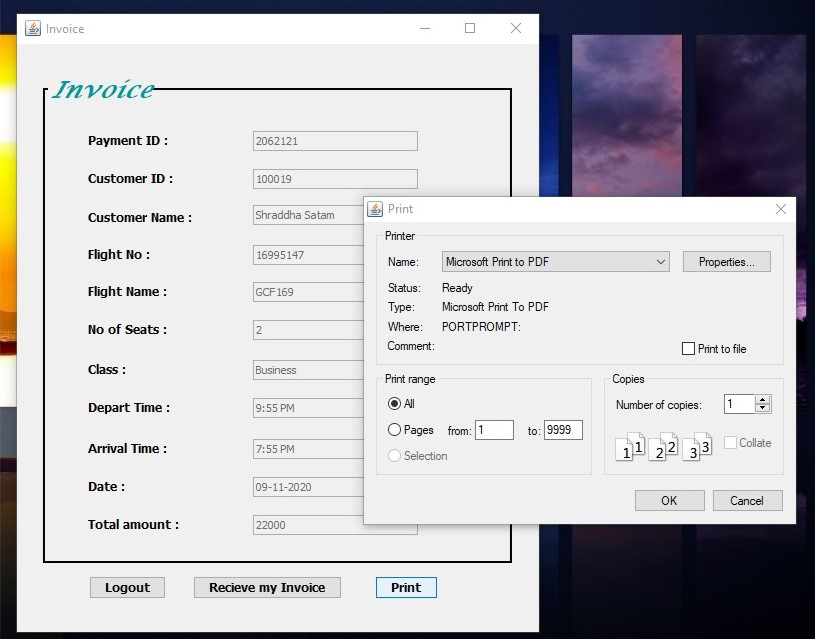 Invoice
Invoice
Payment ID : 2062121
Customer ID : 100019
Customer Name : Shraddha Satam
Flight No : 16995147
Flight Name : GCF169
No of Seats : 2
Class : Business
Depart Time : 9:55 PM
Arrival Time : 7:55 PM
Date : 09-11-2020
Total amount : 22000
Logout Recieve my Invoice Print
Print
Printer
Name: Microsoft Print to PDF Properties...
Status: Ready
Type: Microsoft Print To PDF
Where: PORTPROMPT:
Comment:
Print to file
Print range
All
Pages from: 1 to: 9999
Selection
Copies
Number of copies: 1
1 1 2 2 3 3 Collate
OK Cancel